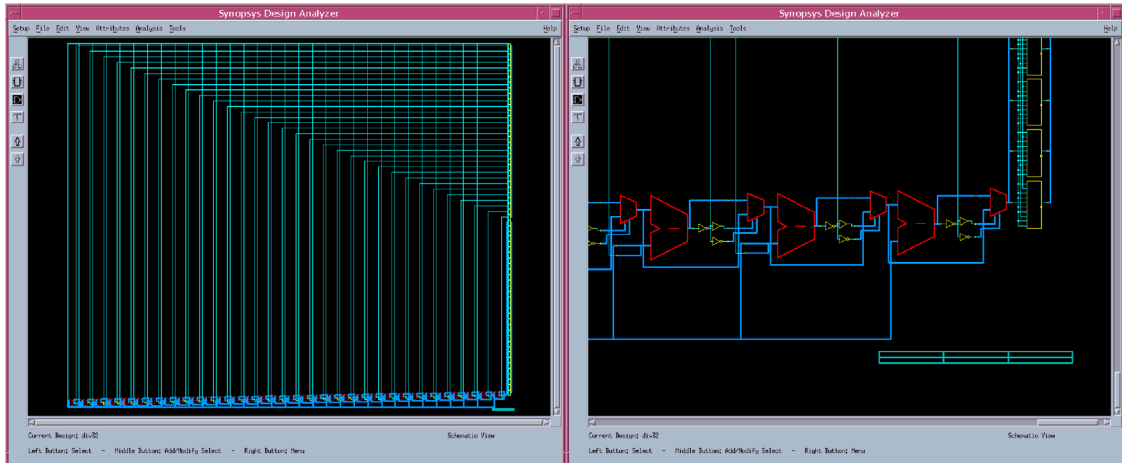 Synopsys Design Analyzer
Setup File Edit View Attributes Analysis Tools Help
Current Design: div32 Schematic View
Left Button: Select - Middle Button: Add/Modify Select - Right Button: Menu
Synopsys Design Analyzer
Setup File Edit View Attributes Analysis Tools Help
Current Design: div32 Schematic View
Left Button: Select - Middle Button: Add/Modify Select - Right Button: Menu